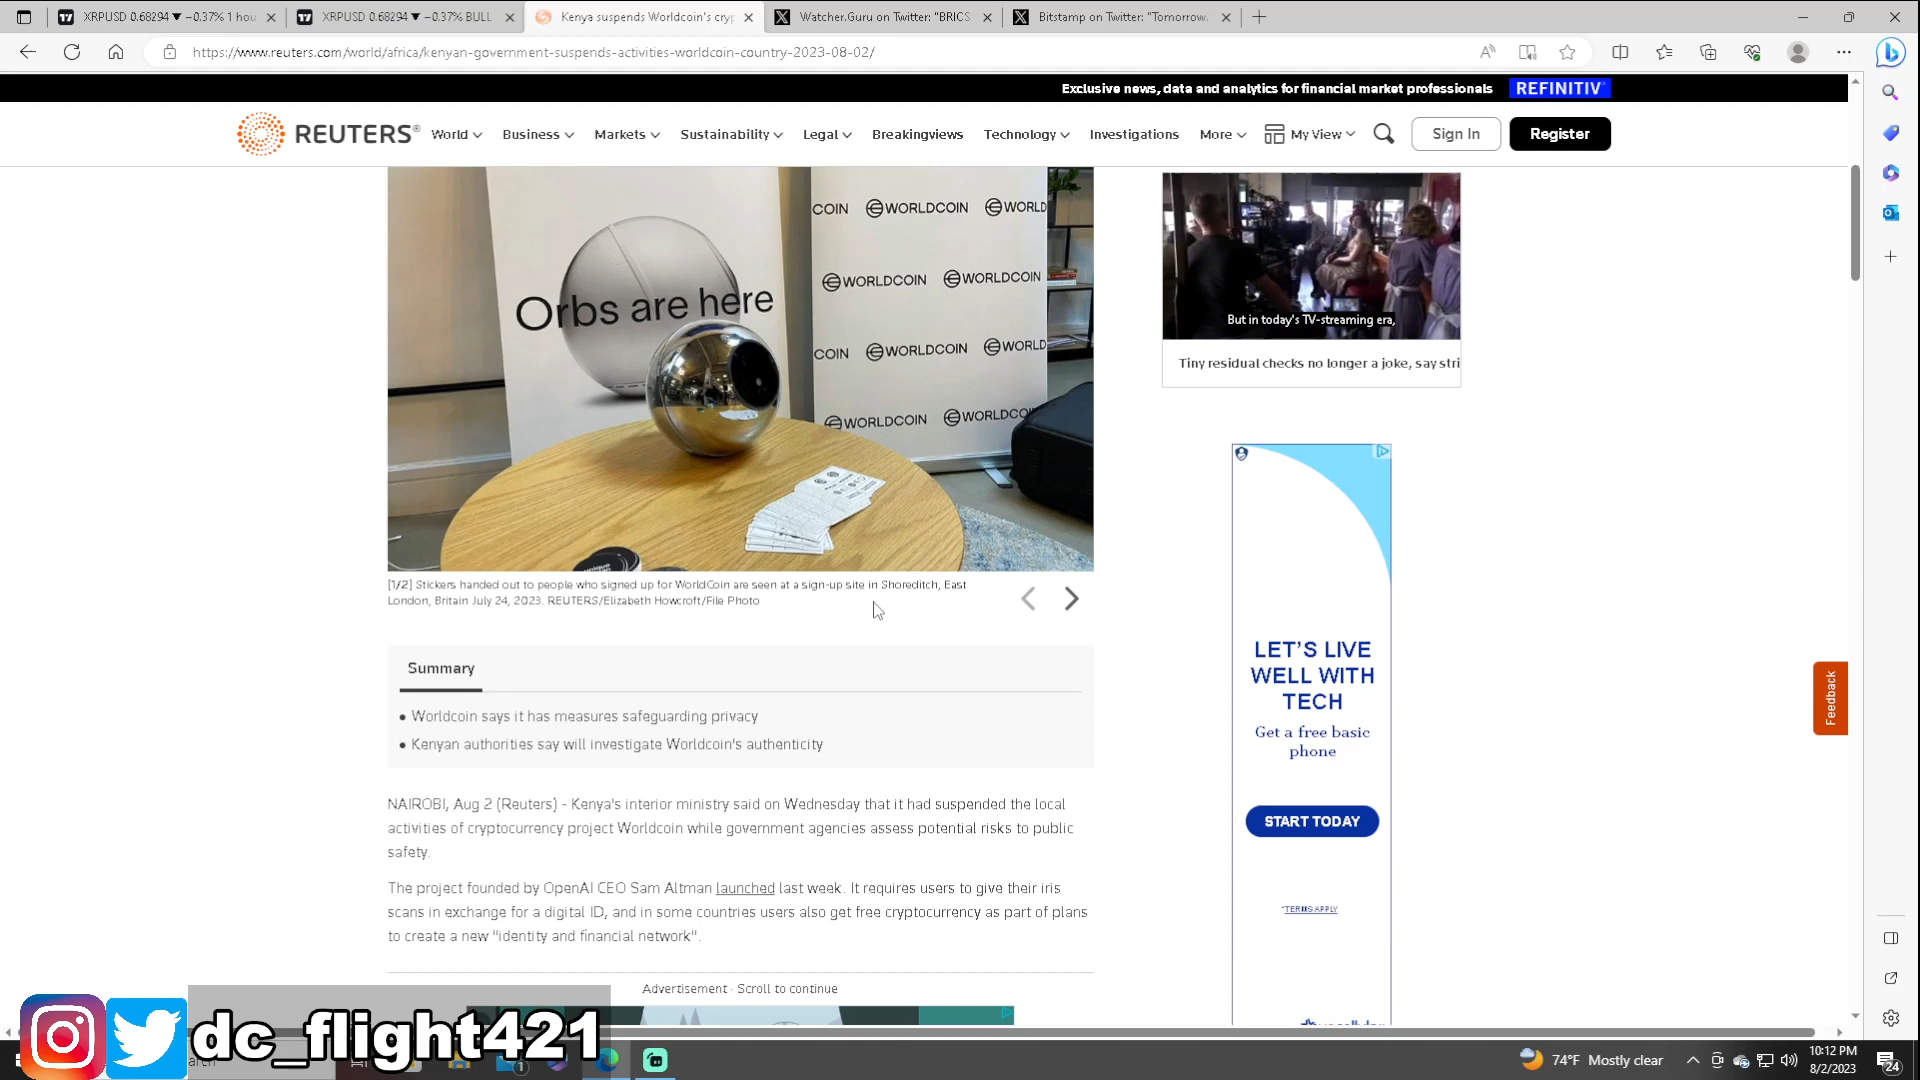 XRPUSD 0.68294 ▼ −0.37% 1 hou
XRPUSD 0.68294 ▼ −0.37% BULL
Kenya suspends Worldcoin's cryp
Watcher.Guru on Twitter: "BRICS
Bitstamp on Twitter: "Tomorrow,
https://www.reuters.com/world/africa/kenyan-government-suspends-activities-worldcoin-country-2023-08-02/
Exclusive news, data and analytics for financial market professionals REFINITIV
REUTERS® World Business Markets Sustainability Legal Breakingviews Technology Investigations More My View Sign In Register
COIN WORLDCOIN WORLD
WORLDCOIN WORLDCOIN
Orbs are here
COIN WORLDCOIN WORLD
WORLDCOIN WORLDCO
But in today's TV-streaming era,
Tiny residual checks no longer a joke, say stri
[1/2] Stickers handed out to people who signed up for WorldCoin are seen at a sign-up site in Shoreditch, East
London, Britain July 24, 2023. REUTERS/Elizabeth Howcroft/File Photo
Summary
• Worldcoin says it has measures safeguarding privacy
• Kenyan authorities say will investigate Worldcoin's authenticity
NAIROBI, Aug 2 (Reuters) - Kenya's interior ministry said on Wednesday that it had suspended the local
activities of cryptocurrency project Worldcoin while government agencies assess potential risks to public
safety.
The project founded by OpenAI CEO Sam Altman launched last week. It requires users to give their iris
scans in exchange for a digital ID, and in some countries users also get free cryptocurrency as part of plans
to create a new "identity and financial network".
Advertisement · Scroll to continue
LET'S LIVE
WELL WITH
TECH
Get a free basic
phone
START TODAY
*TERMS APPLY
Feedback
dc_flight421
1
74°F Mostly clear
10:12 PM
8/2/2023
24